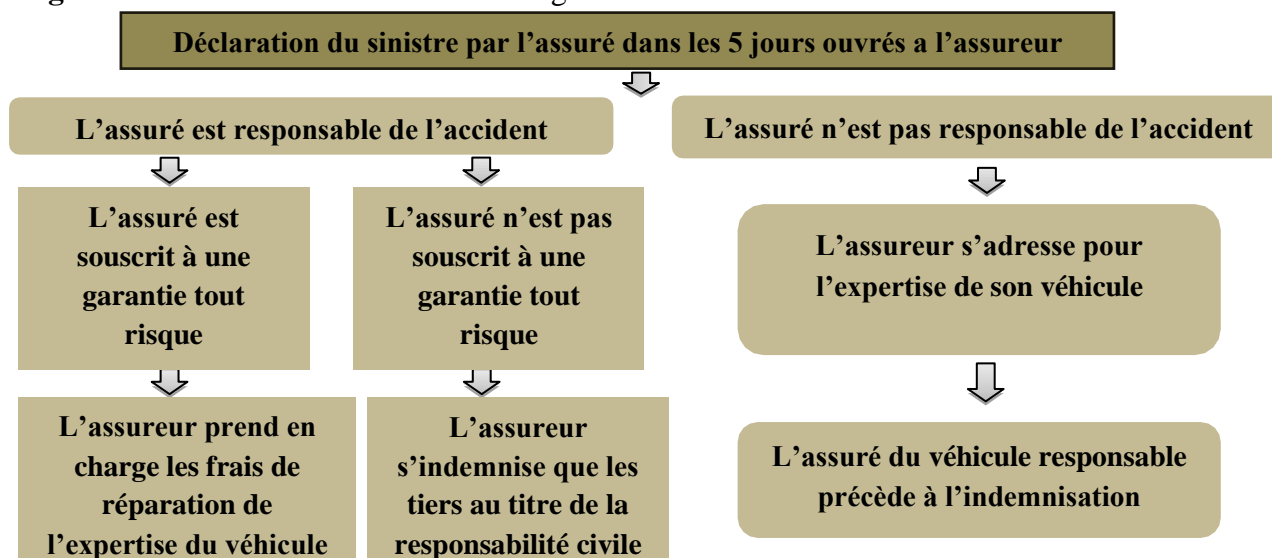 Déclaration du sinistre par l'assuré dans les 5 jours ouvrés a l'assureur
L'assuré est responsable de l'accident
L'assuré n'est pas responsable de l'accident
L'assuré est
souscrit à une
garantie tout
risque
L'assuré n'est pas
souscrit à une
garantie tout
risque
L'assureur s'adresse pour
l'expertise de son véhicule
L'assureur prend en
charge les frais de
réparation de
l'expertise du véhicule
L'assureur
s'indemnise que les
tiers au titre de la
responsabilité civile
L'assuré du véhicule responsable
précède à l'indemnisation